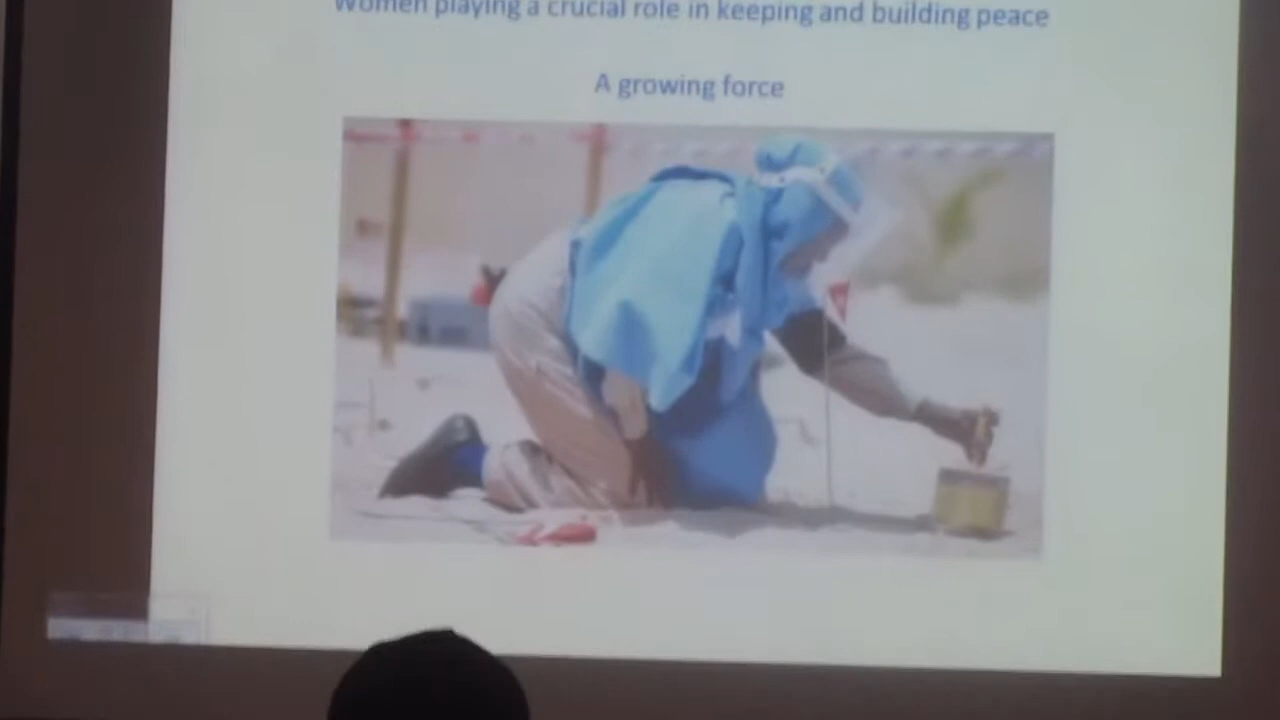 Women playing a crucial role in keeping and building peace
A growing force